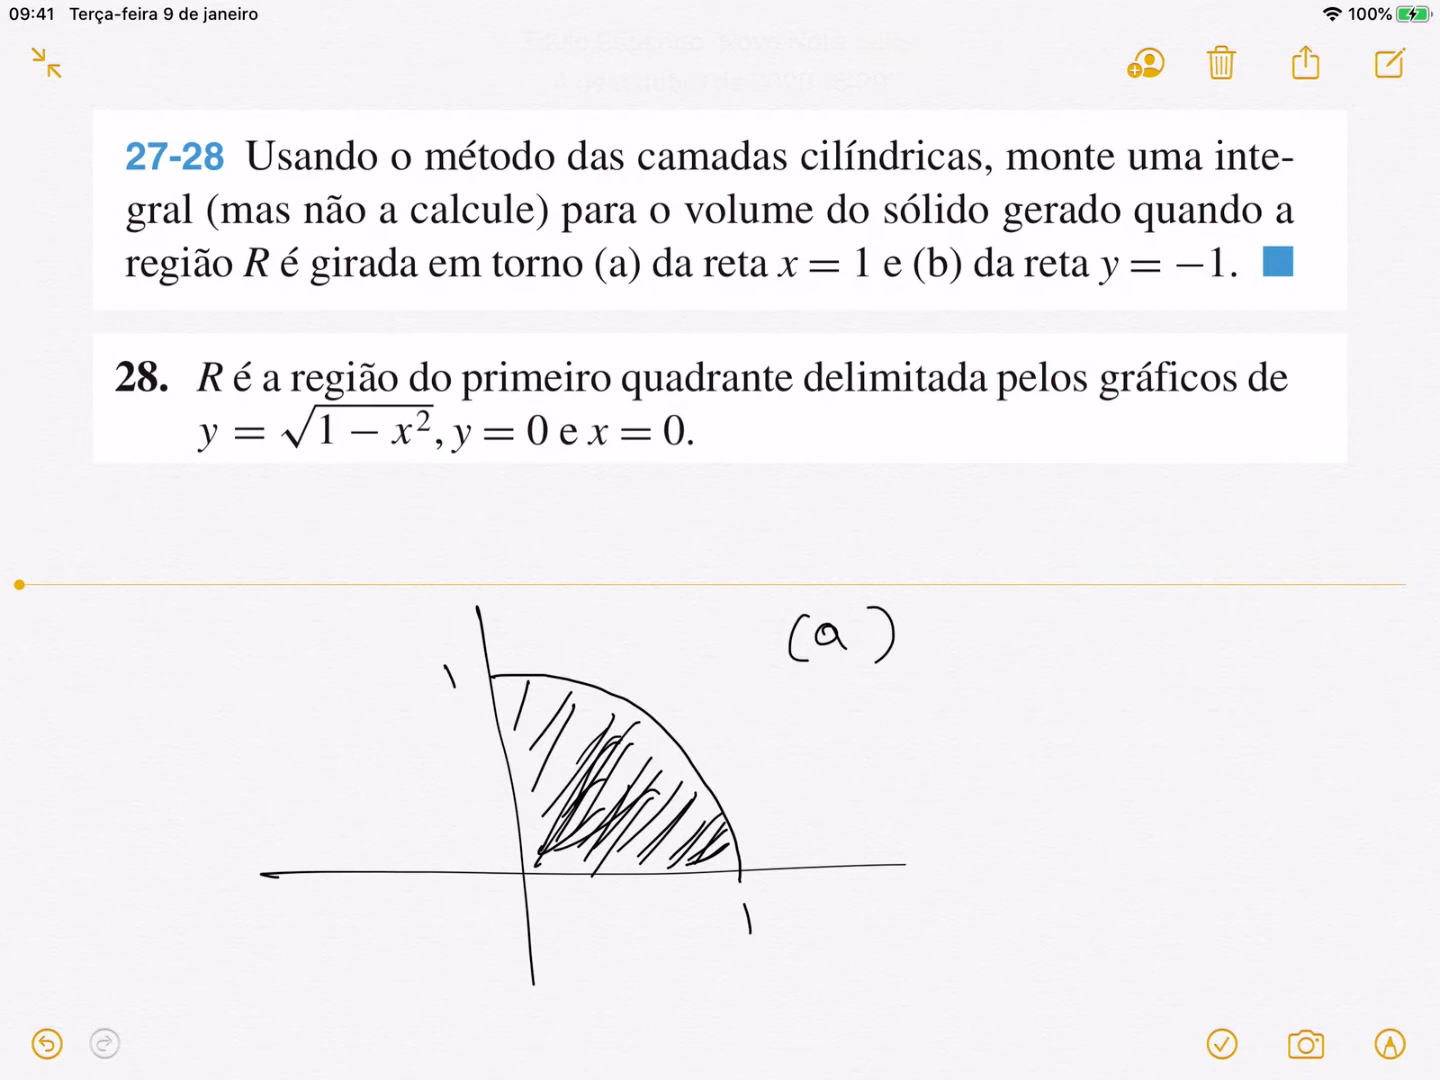 09:41 Terça-feira 9 de janeiro
100%
27-28 Usando o método das camadas cilíndricas, monte uma inte-
gral (mas não a calcule) para o volume do sólido gerado quando a
região R é girada em torno (a) da reta x = 1 e (b) da reta y = −1.
28. R é a região do primeiro quadrante delimitada pelos gráficos de
y = √1 − x², y = 0 e x = 0.
(a)
1
1